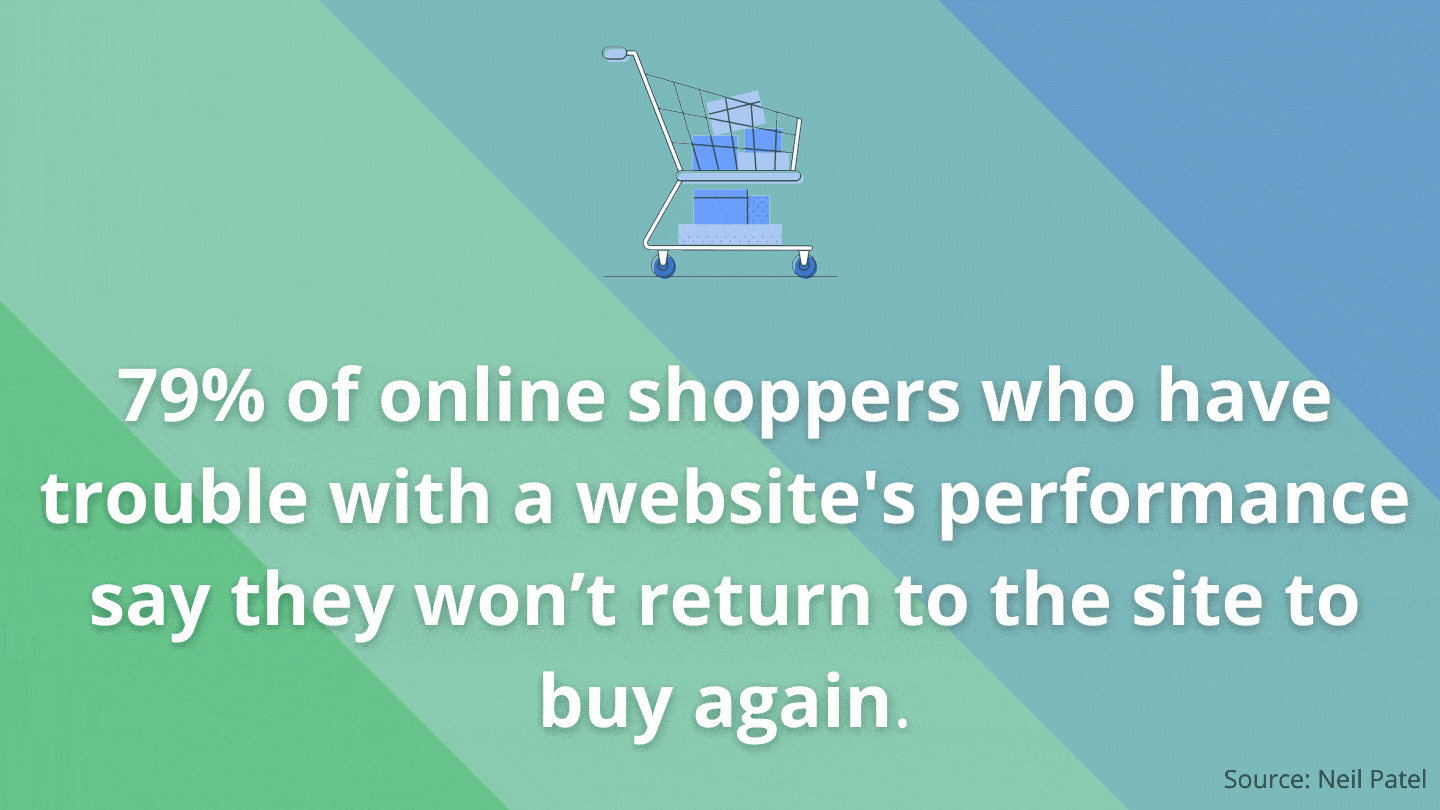 79% of online shoppers who have
trouble with a website's performance
say they won’t return to the site to
buy again.
Source: Neil Patel